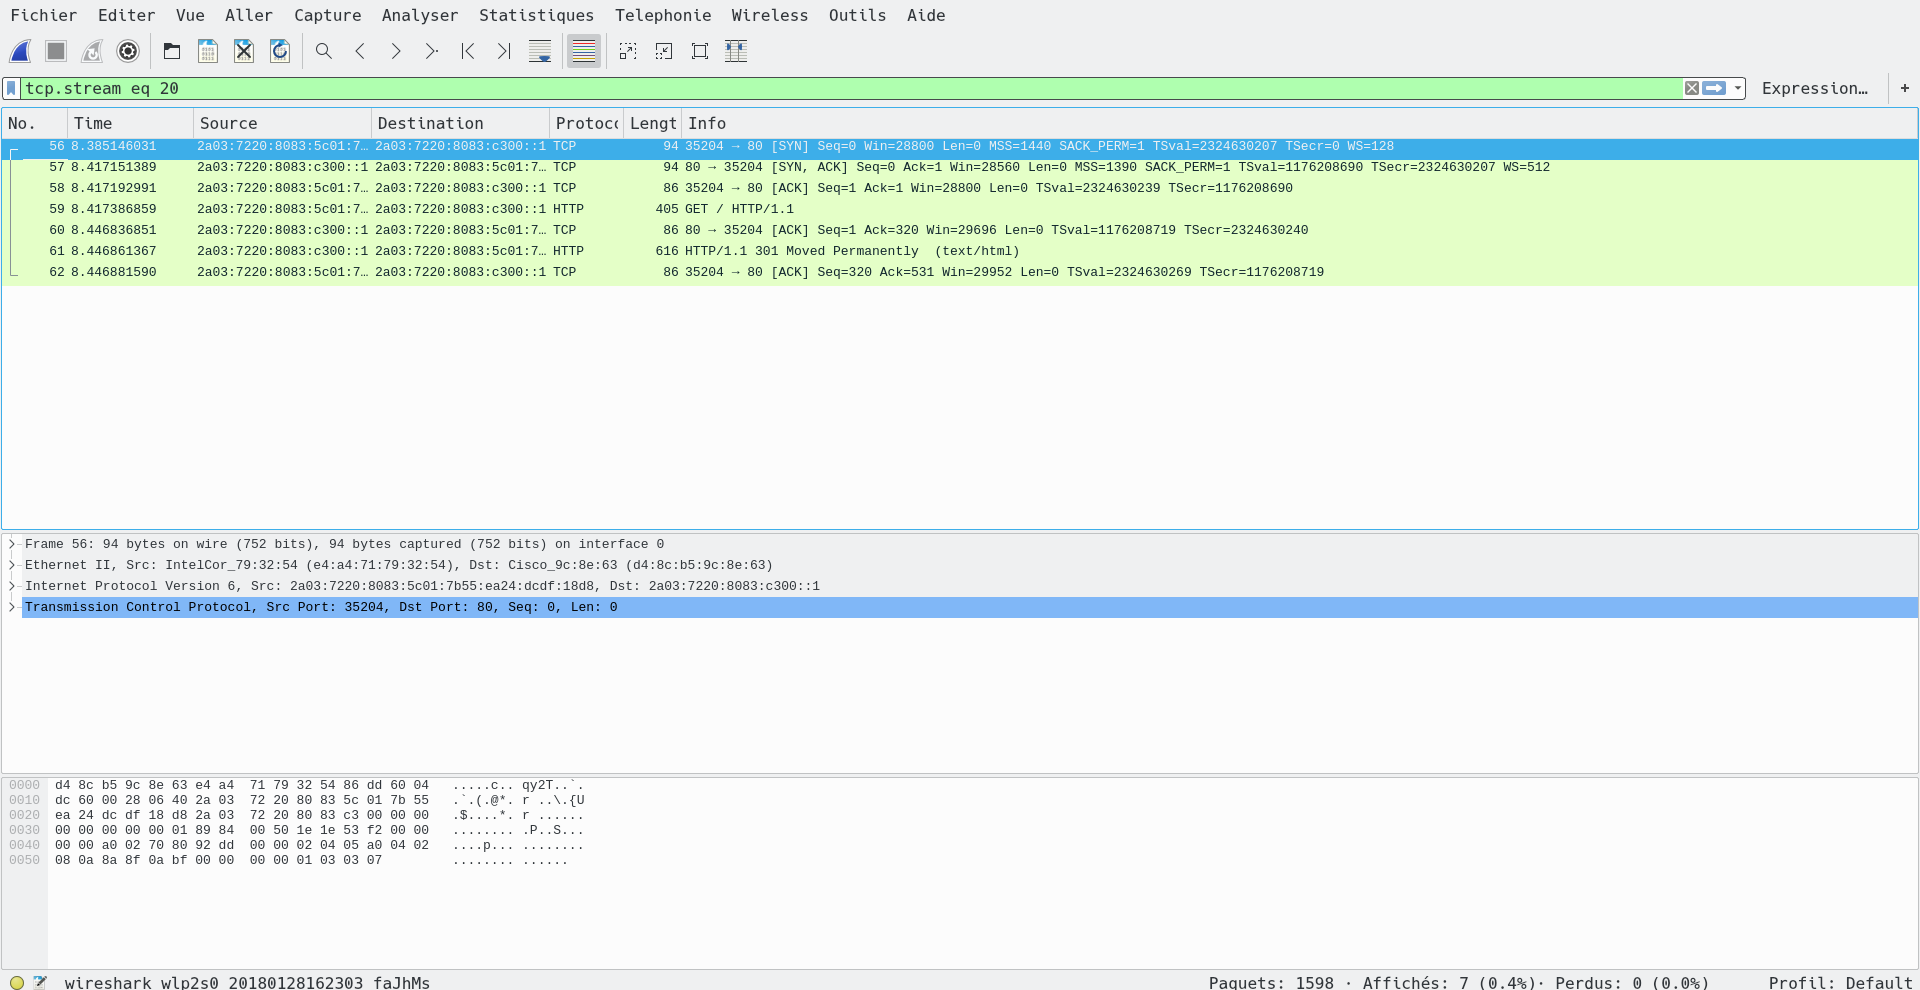 Fichier Editer Vue Aller Capture Analyser Statistiques Telephonie Wireless Outils Aide
tcp.stream eq 20 Expression… +
No. Time Source Destination Protoco Lengt Info
56 8.385146031 2a03:7220:8083:5c01:7… 2a03:7220:8083:c300::1 TCP 94 35204 → 80 [SYN] Seq=0 Win=28800 Len=0 MSS=1440 SACK_PERM=1 TSval=2324630207 TSecr=0 WS=128
57 8.417151389 2a03:7220:8083:c300::1 2a03:7220:8083:5c01:7… TCP 94 80 → 35204 [SYN, ACK] Seq=0 Ack=1 Win=28560 Len=0 MSS=1390 SACK_PERM=1 TSval=1176208690 TSecr=2324630207 WS=512
58 8.417192991 2a03:7220:8083:5c01:7… 2a03:7220:8083:c300::1 TCP 86 35204 → 80 [ACK] Seq=1 Ack=1 Win=28800 Len=0 TSval=2324630239 TSecr=1176208690
59 8.417386859 2a03:7220:8083:5c01:7… 2a03:7220:8083:c300::1 HTTP 405 GET / HTTP/1.1
60 8.446836851 2a03:7220:8083:c300::1 2a03:7220:8083:5c01:7… TCP 86 80 → 35204 [ACK] Seq=1 Ack=320 Win=29696 Len=0 TSval=1176208719 TSecr=2324630240
61 8.446861367 2a03:7220:8083:c300::1 2a03:7220:8083:5c01:7… HTTP 616 HTTP/1.1 301 Moved Permanently  (text/html)
62 8.446881590 2a03:7220:8083:5c01:7… 2a03:7220:8083:c300::1 TCP 86 35204 → 80 [ACK] Seq=320 Ack=531 Win=29952 Len=0 TSval=2324630269 TSecr=1176208719
Frame 56: 94 bytes on wire (752 bits), 94 bytes captured (752 bits) on interface 0
Ethernet II, Src: IntelCor_79:32:54 (e4:a4:71:79:32:54), Dst: Cisco_9c:8e:63 (d4:8c:b5:9c:8e:63)
Internet Protocol Version 6, Src: 2a03:7220:8083:5c01:7b55:ea24:dcdf:18d8, Dst: 2a03:7220:8083:c300::1
Transmission Control Protocol, Src Port: 35204, Dst Port: 80, Seq: 0, Len: 0
0000 d4 8c b5 9c 8e 63 e4 a4  71 79 32 54 86 dd 60 04 .....c.. qy2T..`.
0010 dc 60 00 28 06 40 2a 03  72 20 80 83 5c 01 7b 55 .`.(.@*. r ..\.{U
0020 ea 24 dc df 18 d8 2a 03  72 20 80 83 c3 00 00 00 .$....*. r ......
0030 00 00 00 00 00 01 89 84  00 50 1e 1e 53 f2 00 00 ........ .P..S...
0040 00 00 a0 02 70 80 92 dd  00 00 02 04 05 a0 04 02 ....p... ........
0050 08 0a 8a 8f 0a bf 00 00  00 00 01 03 03 07 ........ ......
wireshark_wlp2s0_20180128162303_faJhMs Paquets: 1598 · Affichés: 7 (0.4%)· Perdus: 0 (0.0%) Profil: Default